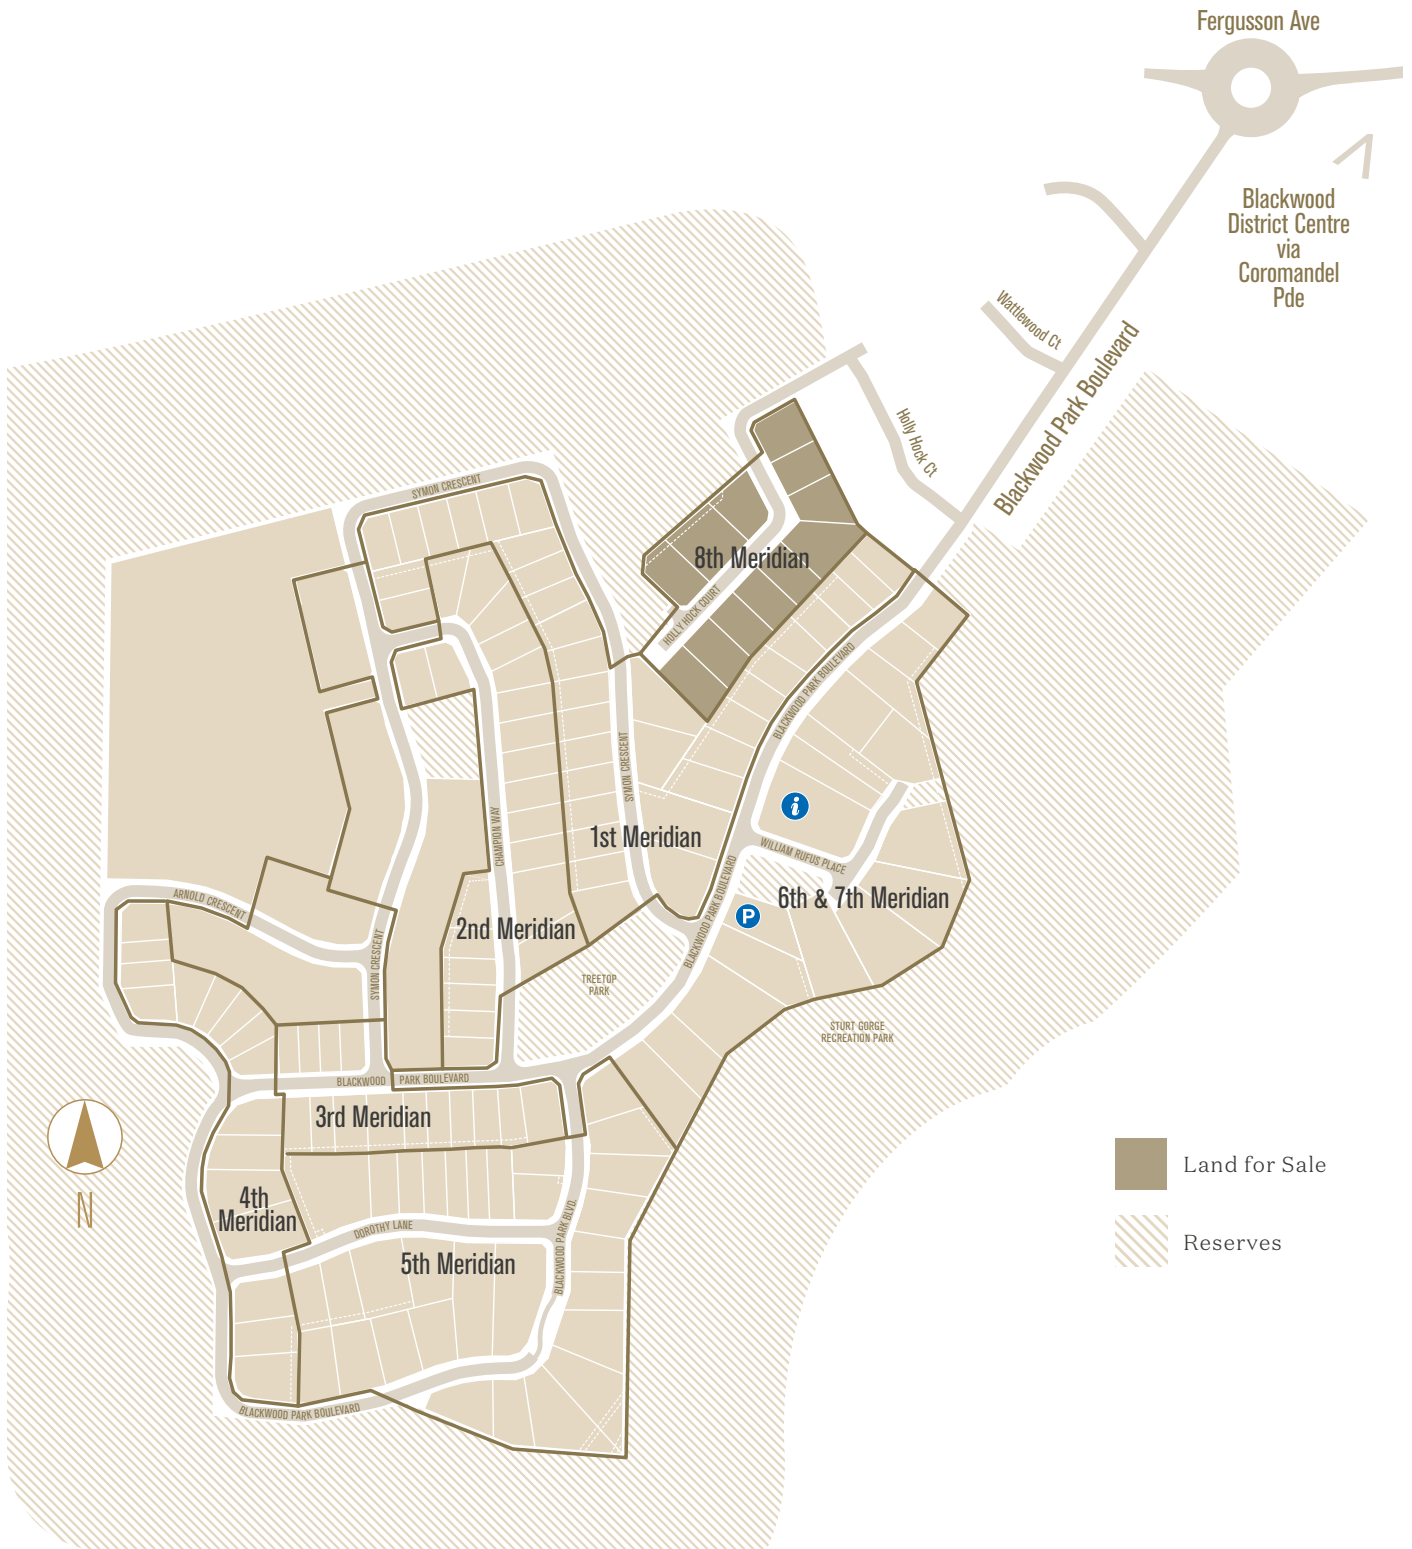 Fergusson Ave
Blackwood
District Centre
via
Coromandel
Pde
Wattlewood Ct
Blackwood Park Boulevard
Holly Hock Ct
SYMON CRESCENT
8th Meridian
HOLLY HOCK COURT
BLACKWOOD PARK BOULEVARD
SYMON CRESCENT
i
CHAMPION WAY
1st Meridian
WILLIAM RUFUS PLACE
ARNOLD CRESCENT
6th & 7th Meridian
BLACKWOOD PARK BOULEVARD
P
2nd Meridian
SYMON CRESCENT
TREETOP
PARK
STURT GORGE
RECREATION PARK
BLACKWOOD PARK BOULEVARD
3rd Meridian
Land for Sale
N
4th
Meridian
DOROTHY LANE
BLACKWOOD PARK BLVD.
Reserves
5th Meridian
BLACKWOOD PARK BOULEVARD